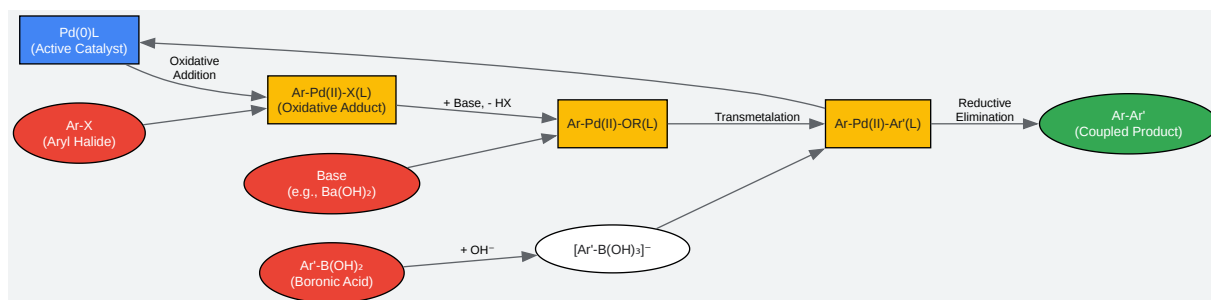 Pd(0)L
(Active Catalyst)
Oxidative
Addition
Ar-X
(Aryl Halide)
Ar-Pd(II)-X(L)
(Oxidative Adduct)
+ Base, - HX
Base
(e.g., Ba(OH)₂)
Ar-Pd(II)-OR(L)
Transmetalation
Ar-Pd(II)-Ar'(L)
Reductive
Elimination
Ar-Ar'
(Coupled Product)
Ar'-B(OH)₂
(Boronic Acid)
+ OH⁻
[Ar'-B(OH)₃]⁻